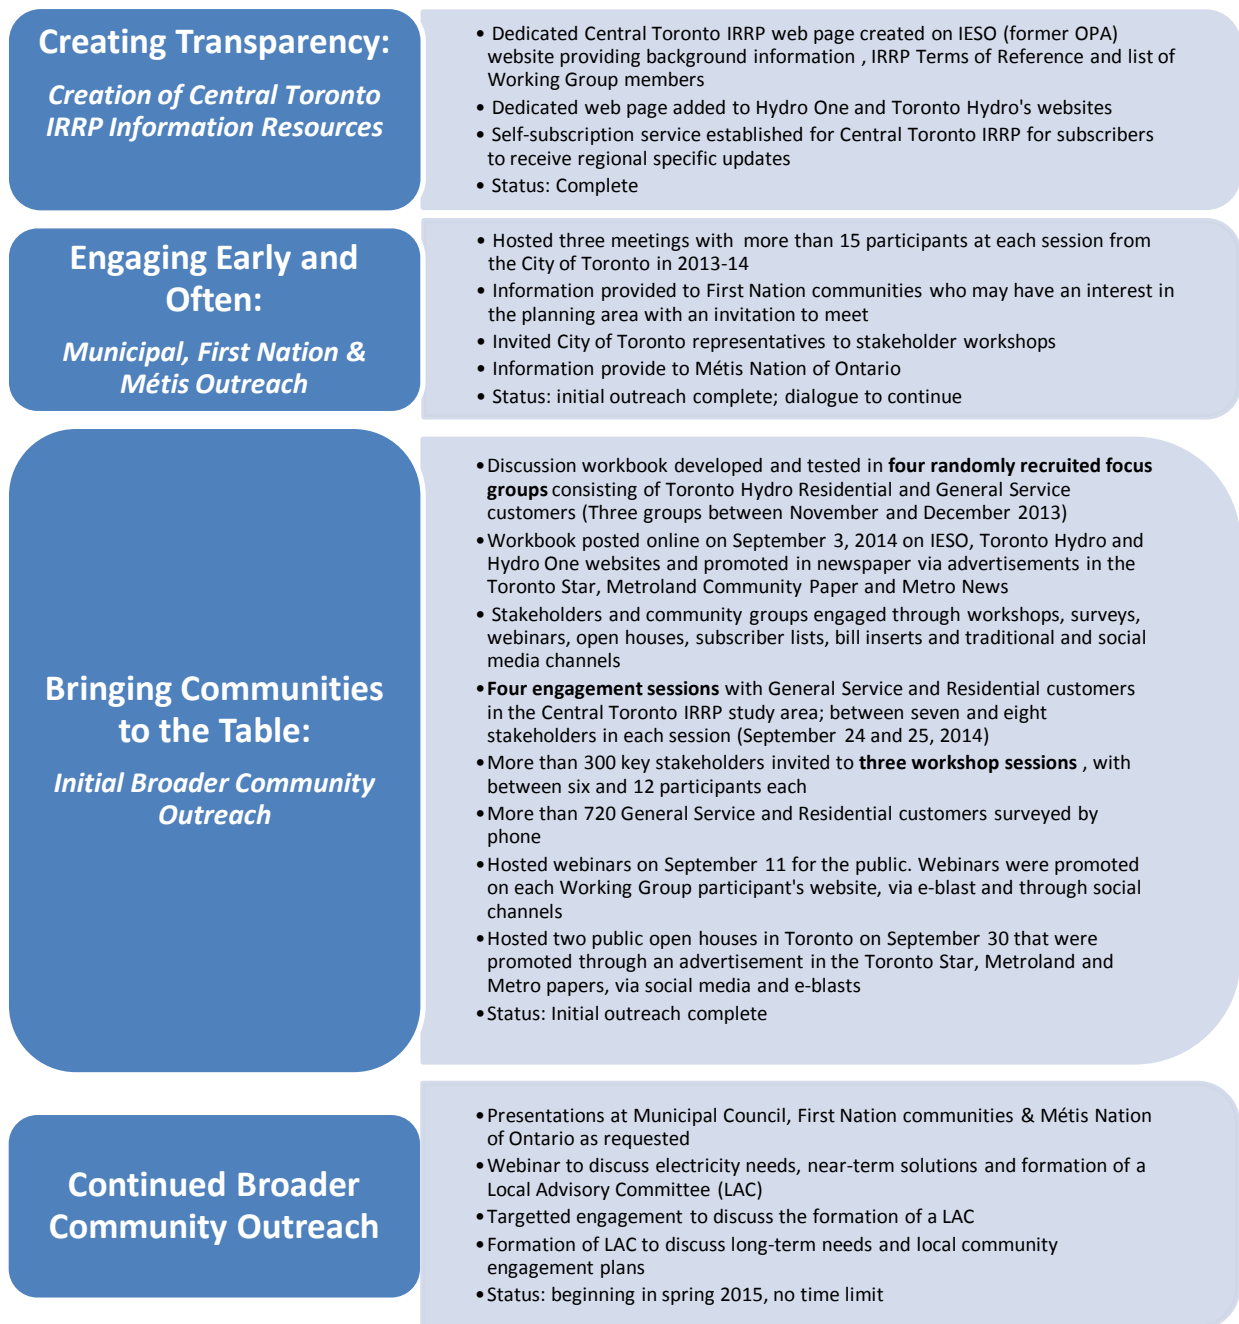 Creating Transparency:
Creation of Central Toronto
IRRP Information Resources
• Dedicated Central Toronto IRRP web page created on IESO (former OPA)
website providing background information , IRRP Terms of Reference and list of
Working Group members
• Dedicated web page added to Hydro One and Toronto Hydro's websites
• Self-subscription service established for Central Toronto IRRP for subscribers
to receive regional specific updates
• Status: Complete
Engaging Early and
Often:
Municipal, First Nation &
Métis Outreach
• Hosted three meetings with more than 15 participants at each session from
the City of Toronto in 2013-14
• Information provided to First Nation communities who may have an interest in
the planning area with an invitation to meet
• Invited City of Toronto representatives to stakeholder workshops
• Information provide to Métis Nation of Ontario
• Status: initial outreach complete; dialogue to continue
Bringing Communities
to the Table:
Initial Broader Community
Outreach
•Discussion workbook developed and tested in four randomly recruited focus
groups consisting of Toronto Hydro Residential and General Service
customers (Three groups between November and December 2013)
•Workbook posted online on September 3, 2014 on IESO, Toronto Hydro and
Hydro One websites and promoted in newspaper via advertisements in the
Toronto Star, Metroland Community Paper and Metro News
• Stakeholders and community groups engaged through workshops, surveys,
webinars, open houses, subscriber lists, bill inserts and traditional and social
media channels
•Four engagement sessions with General Service and Residential customers
in the Central Toronto IRRP study area; between seven and eight
stakeholders in each session (September 24 and 25, 2014)
•More than 300 key stakeholders invited to three workshop sessions , with
between six and 12 participants each
•More than 720 General Service and Residential customers surveyed by
phone
•Hosted webinars on September 11 for the public. Webinars were promoted
on each Working Group participant's website, via e-blast and through social
channels
•Hosted two public open houses in Toronto on September 30 that were
promoted through an advertisement in the Toronto Star, Metroland and
Metro papers, via social media and e-blasts
•Status: Initial outreach complete
Continued Broader
Community Outreach
•Presentations at Municipal Council, First Nation communities & Métis Nation
of Ontario as requested
•Webinar to discuss electricity needs, near-term solutions and formation of a
Local Advisory Committee (LAC)
•Targetted engagement to discuss the formation of a LAC
•Formation of LAC to discuss long-term needs and local community
engagement plans
•Status: beginning in spring 2015, no time limit